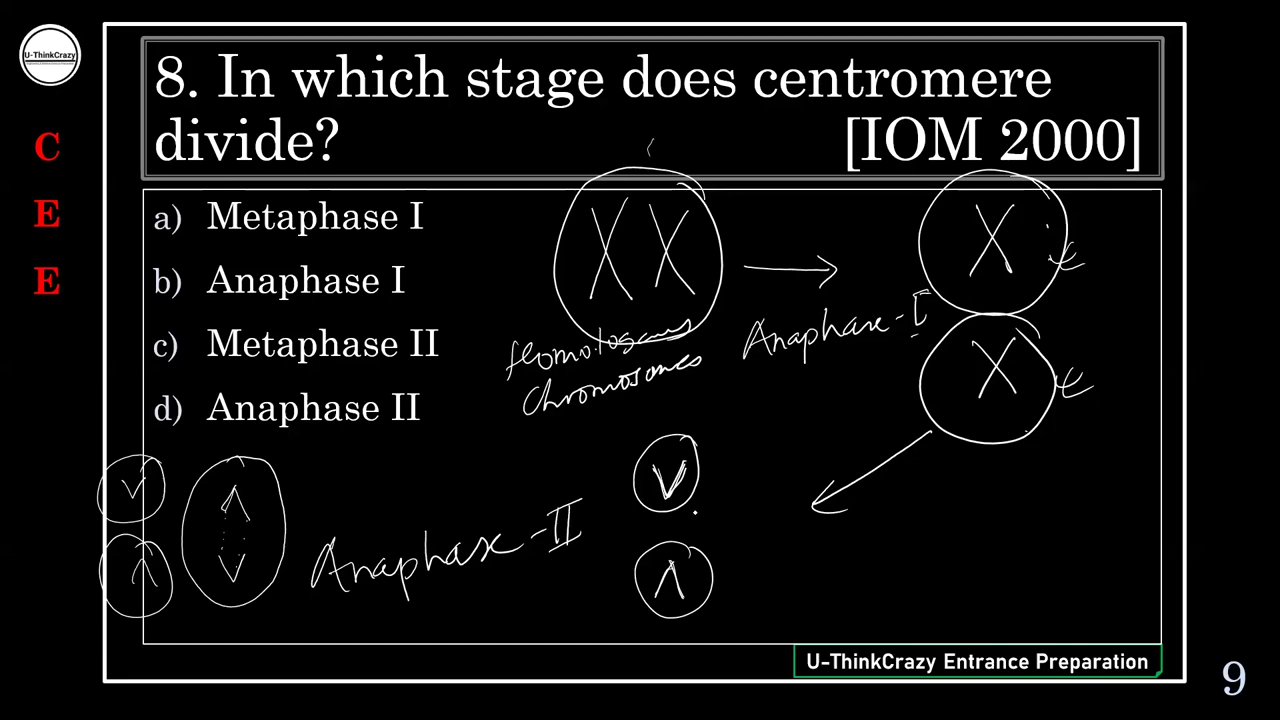 U-ThinkCrazy
C
E
E
8. In which stage does centromere
divide? [IOM 2000]
a) Metaphase I
b) Anaphase I
c) Metaphase II
d) Anaphase II
Homologous
chromosomes
Anaphase-I
Anaphase-II
U-ThinkCrazy Entrance Preparation
9